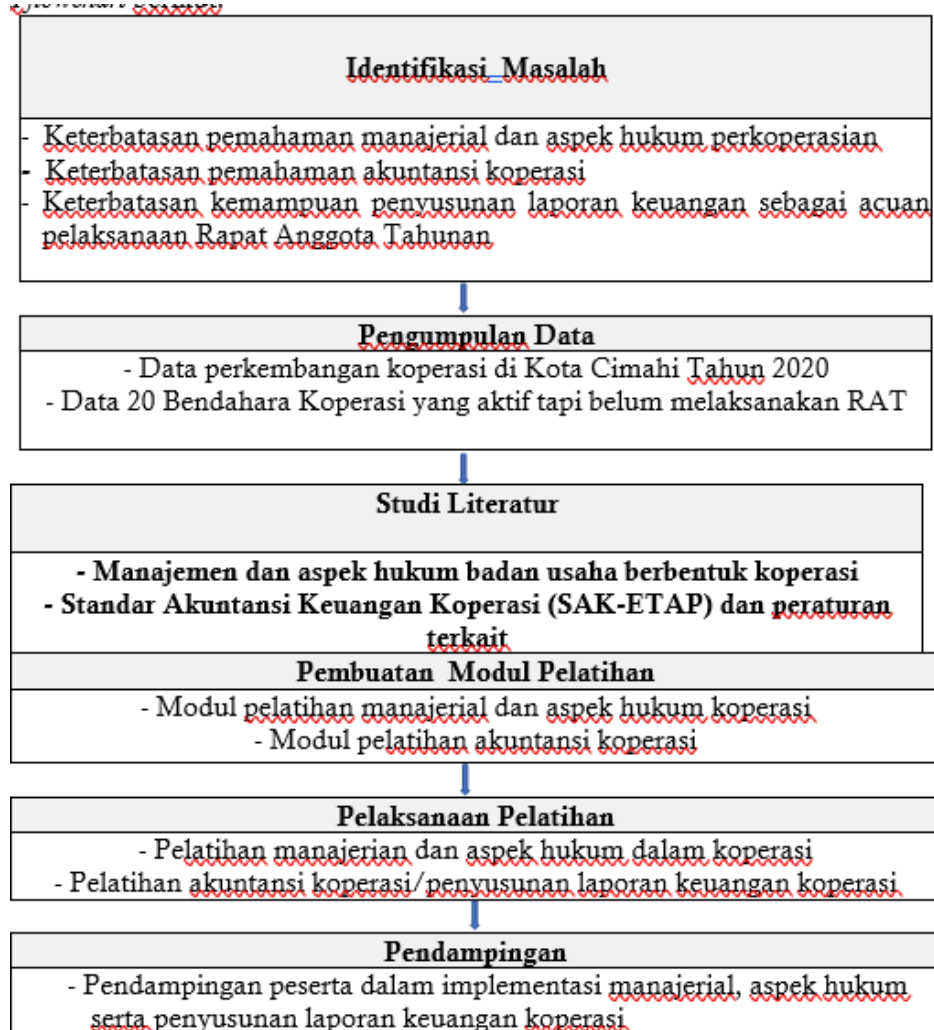 Identifikasi Masalah
- Keterbatasan pemahaman manajerial dan aspek hukum perkoperasian
- Keterbatasan pemahaman akuntansi koperasi
- Keterbatasan kemampuan penyusunan laporan keuangan sebagai acuan
pelaksanaan Rapat Anggota Tahunan
Pengumpulan Data
- Data perkembangan koperasi di Kota Cimahi Tahun 2020
- Data 20 Bendahara Koperasi yang aktif tapi belum melaksanakan RAT
Studi Literatur
- Manajemen dan aspek hukum badan usaha berbentuk koperasi
- Standar Akuntansi Keuangan Koperasi (SAK-ETAP) dan peraturan
terkait
Pembuatan Modul Pelatihan
- Modul pelatihan manajerial dan aspek hukum koperasi
- Modul pelatihan akuntansi koperasi
Pelaksanaan Pelatihan
- Pelatihan manajerian dan aspek hukum dalam koperasi
- Pelatihan akuntansi koperasi/penyusunan laporan keuangan koperasi
Pendampingan
- Pendampingan peserta dalam implementasi manajerial, aspek hukum
serta penyusunan laporan keuangan koperasi